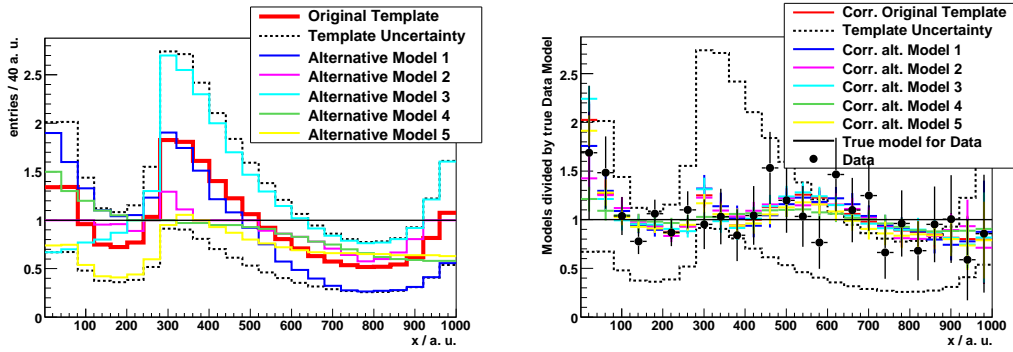 entries / 40 a. u.
2.5
2
1.5
1
0.5
0
100 200 300 400 500 600 700 800 900 1000
x / a. u.
Original Template
Template Uncertainty
Alternative Model 1
Alternative Model 2
Alternative Model 3
Alternative Model 4
Alternative Model 5
Models divided by true Data Model
3
2.5
2
1.5
1
0.5
0
100 200 300 400 500 600 700 800 900 1000
x / a. u.
Corr. Original Template
Template Uncertainty
Corr. alt. Model 1
Corr. alt. Model 2
Corr. alt. Model 3
Corr. alt. Model 4
Corr. alt. Model 5
True model for Data
Data